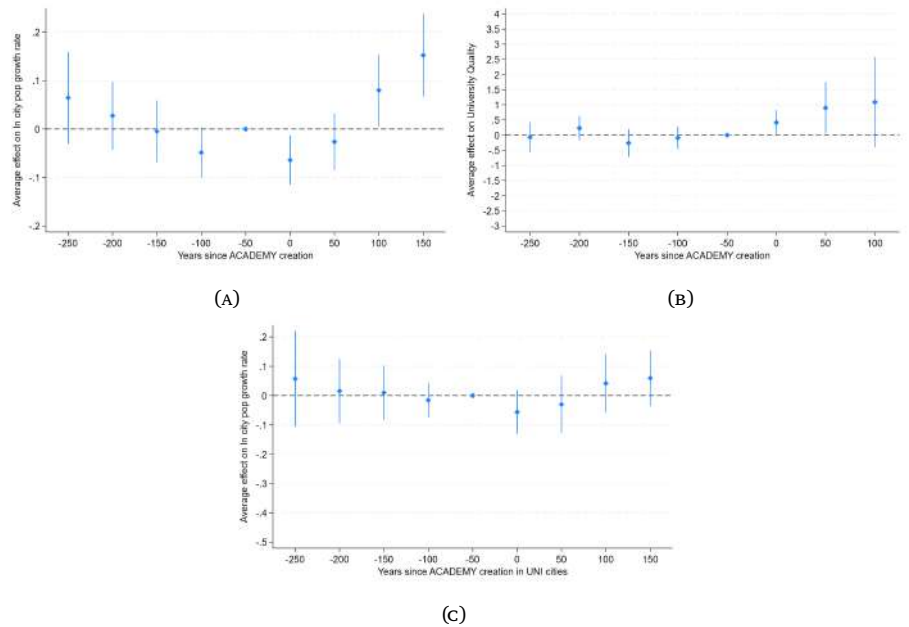 Average effect on ln city pop growth rate
.2
.1
0
-.1
-.2
-250 -200 -150 -100 -50 0 50 100 150
Years since ACADEMY creation
(A)
Average effect on University Quality
4
3.5
3
2.5
2
1.5
1
.5
0
-.5
-1
-1.5
-2
-2.5
-3
-250 -200 -150 -100 -50 0 50 100
Years since ACADEMY creation
(B)
Average effect on ln city pop growth rate
.2
.1
0
-.1
-.2
-.3
-.4
-.5
-250 -200 -150 -100 -50 0 50 100 150
Years since ACADEMY creation in UNI cities
(C)